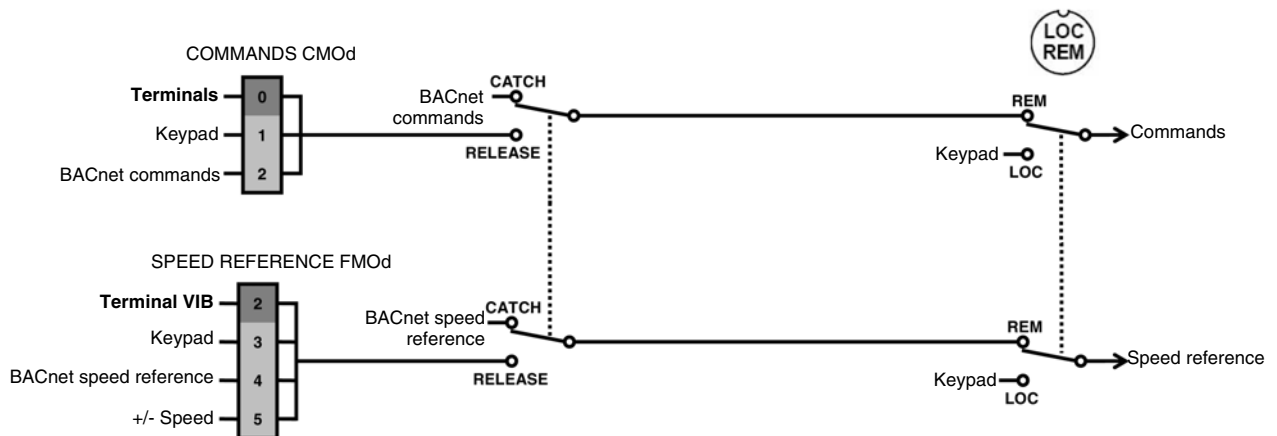 LOC
REM
COMMANDS CMOd
Terminals
0
Keypad
1
BACnet commands
2
CATCH
BACnet
commands
RELEASE
REM
Keypad
LOC
Commands
SPEED REFERENCE FMOd
Terminal VIB
2
Keypad
3
BACnet speed reference
4
+/- Speed
5
CATCH
BACnet speed
reference
RELEASE
REM
Keypad
LOC
Speed reference